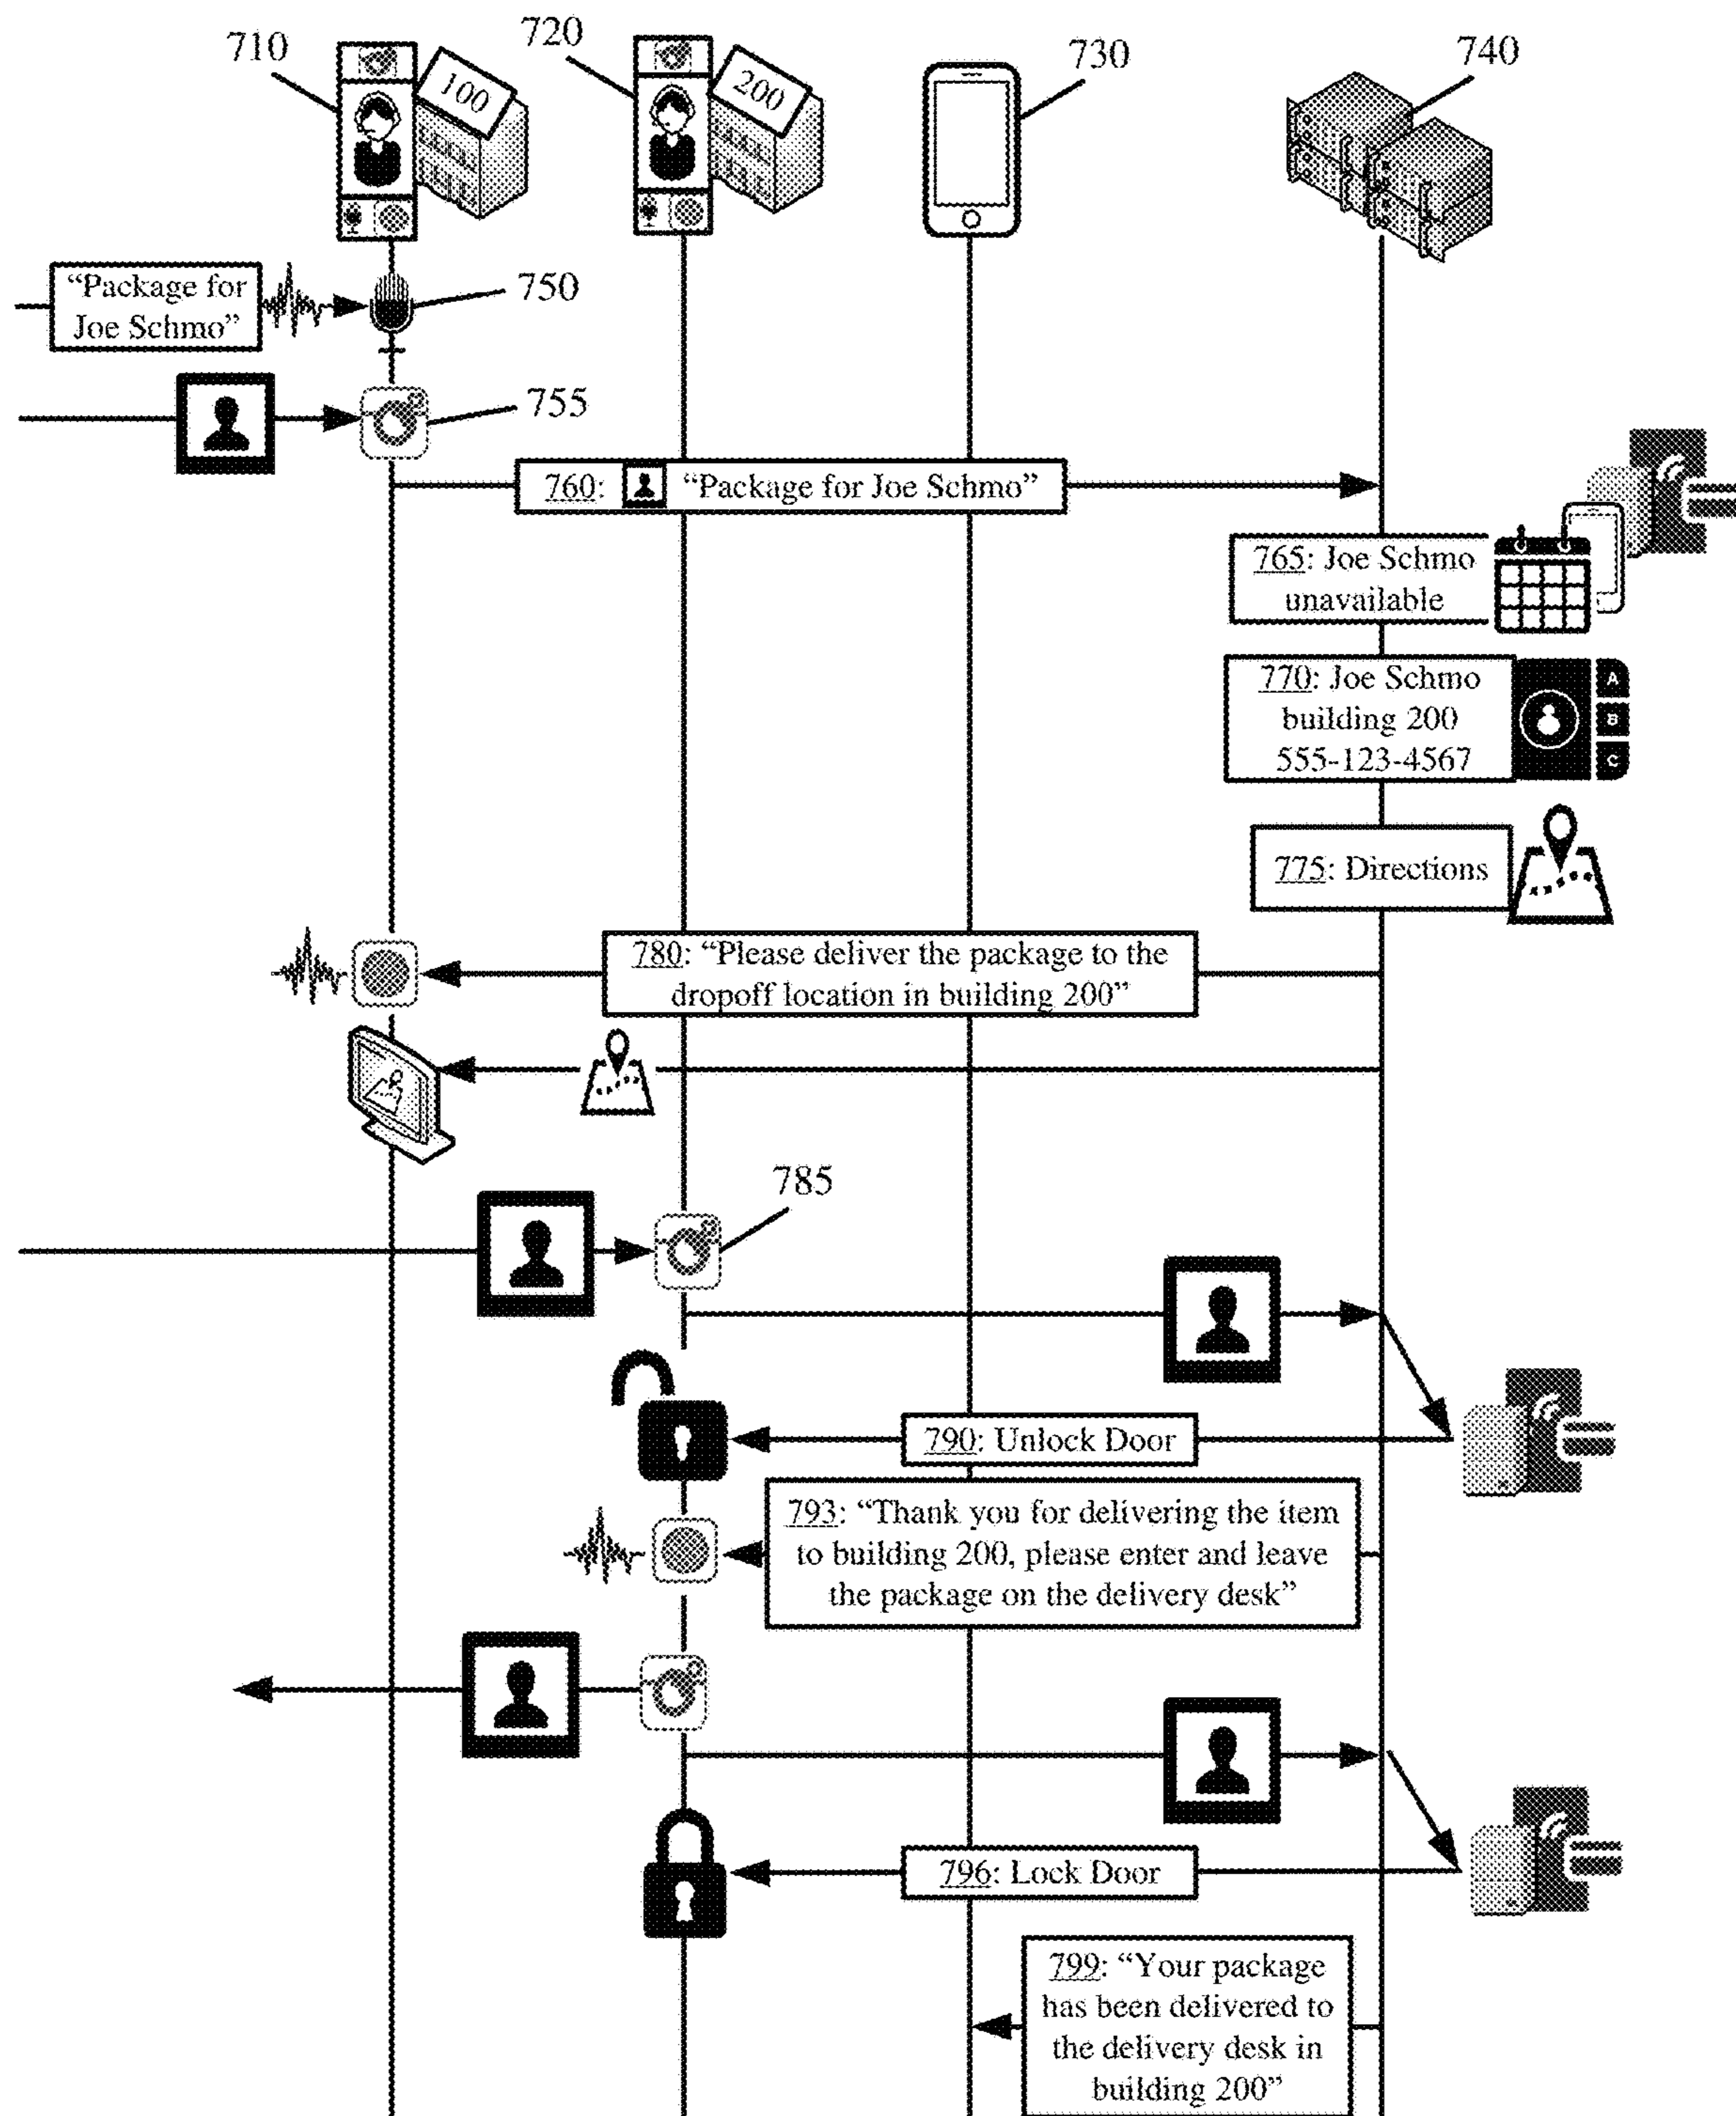 710
720
730
740
100
200
"Package for
Joe Schmo"
750
755
760: "Package for Joe Schmo"
765: Joe Schmo
unavailable
770: Joe Schmo
building 200
555-123-4567
A
B
C
775: Directions
780: "Please deliver the package to the
dropoff location in building 200"
785
790: Unlock Door
793: "Thank you for delivering the item
to building 200, please enter and leave
the package on the delivery desk"
796: Lock Door
799: "Your package
has been delivered to
the delivery desk in
building 200"